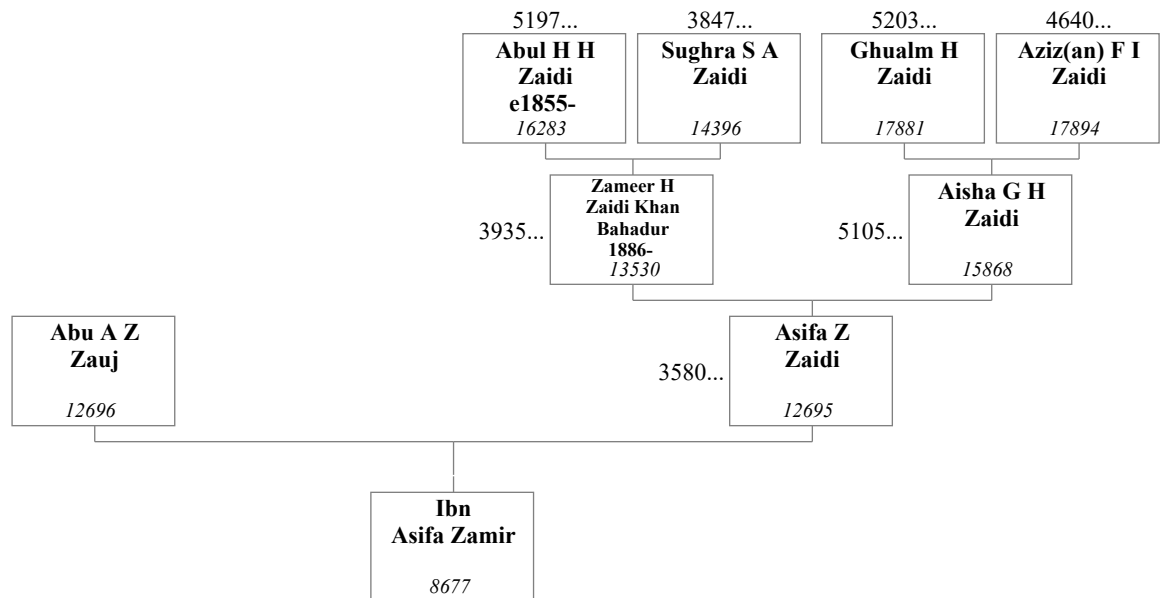 5197...
3847...
5203...
4640...
Abul H H
Zaidi
e1855-
16283
Sughra S A
Zaidi
14396
Ghualm H
Zaidi
17881
Aziz(an) F I
Zaidi
17894
3935...
Zameer H
Zaidi Khan
Bahadur
1886-
13530
5105...
Aisha G H
Zaidi
15868
Abu A Z
Zauj
12696
3580...
Asifa Z
Zaidi
12695
Ibn
Asifa Zamir
8677